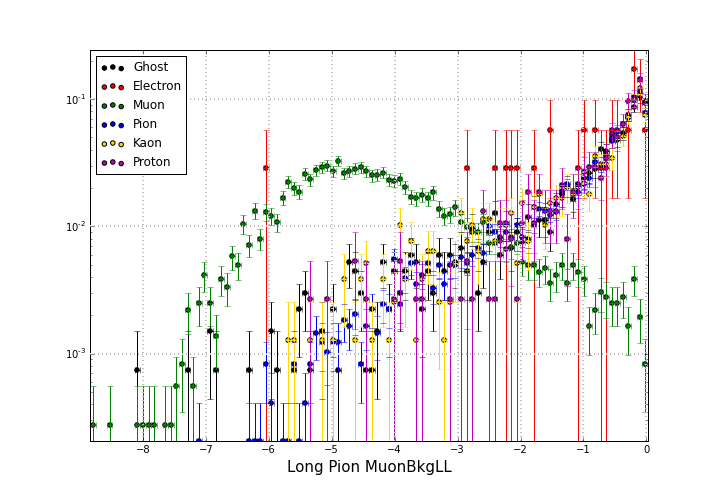 10⁻¹
10⁻²
10⁻³
Ghost
Electron
Muon
Pion
Kaon
Proton
−8 −7 −6 −5 −4 −3 −2 −1 0
Long Pion MuonBkgLL